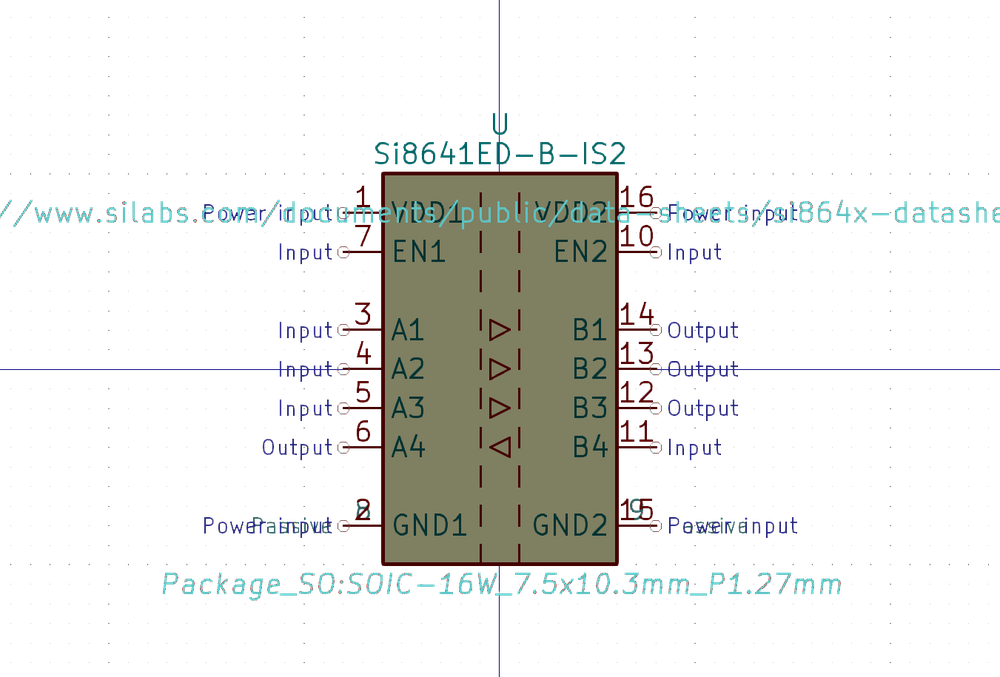 U
Si8641ED-B-IS2
//www.silabs.com/documents/public/data-sheets/si864x-datashe
Power input 1 VDD1 VDD2 16 Power input
Input 7 EN1 EN2 10 Input
Input 3 A1 B1 14 Output
Input 4 A2 B2 13 Output
Input 5 A3 B3 12 Output
Output 6 A4 B4 11 Input
Power input Passive 2 8 GND1 GND2 15 9 Power input Passive
Package_SO:SOIC-16W_7.5x10.3mm_P1.27mm